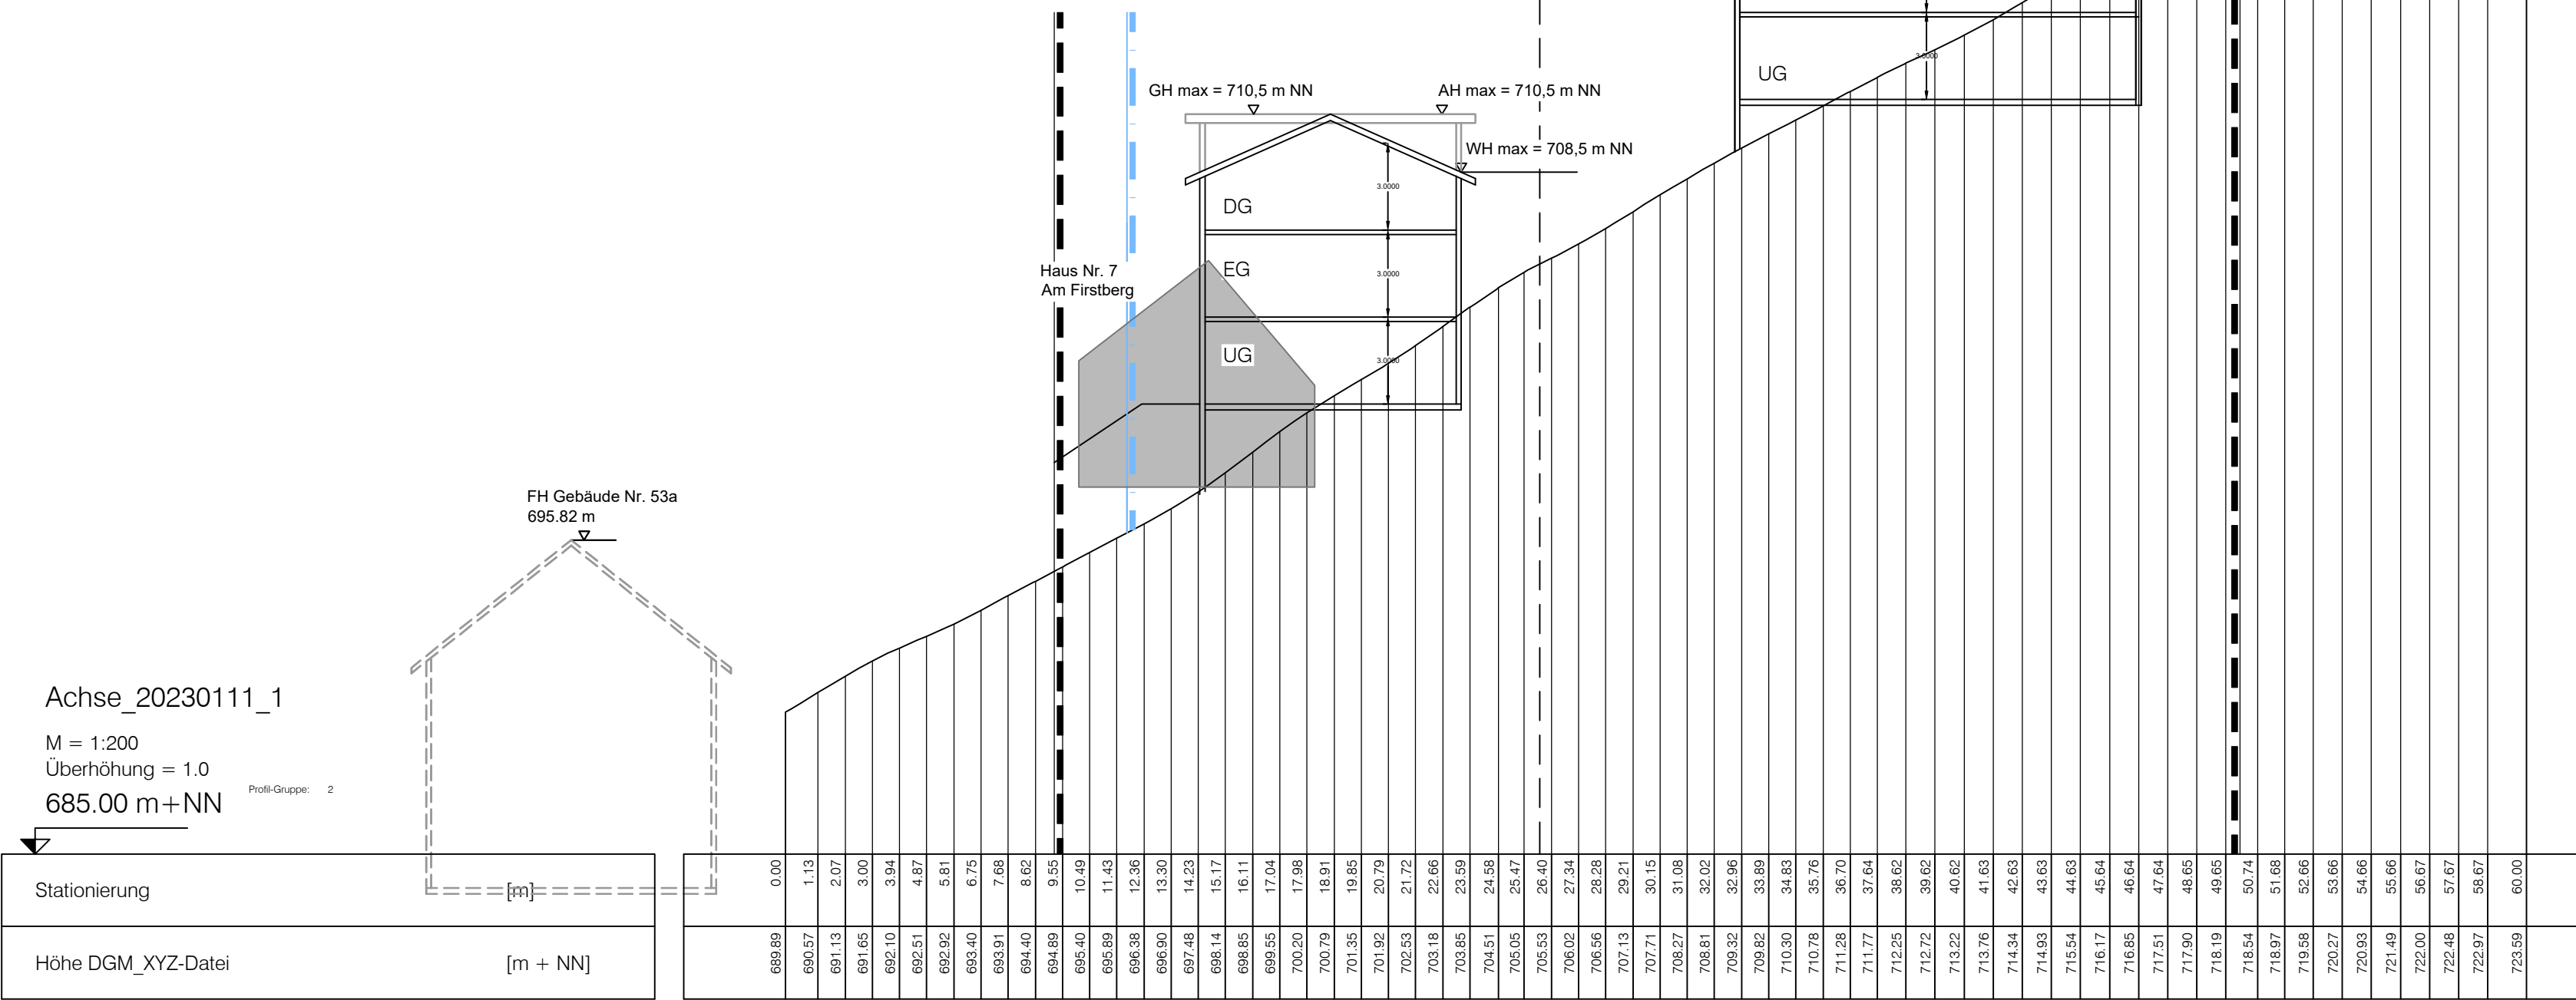 UG
3.0000
GH max = 710,5 m NN
AH max = 710,5 m NN
WH max = 708,5 m NN
3.0000
DG
Haus Nr. 7
Am Firstberg
EG
3.0000
UG
3.0000
FH Gebäude Nr. 53a
695.82 m
Achse_20230111_1
M = 1:200
Überhöhung = 1.0
Profil-Gruppe: 2
685.00 m+NN
Stationierung [m] 0.00 1.13 2.07 3.00 3.94 4.87 5.81 6.75 7.68 8.62 9.55 10.49 11.43 12.36 13.30 14.23 15.17 16.11 17.04 17.98 18.91 19.85 20.79 21.72 22.66 23.59 24.58 25.47 26.40 27.34 28.28 29.21 30.15 31.08 32.02 32.96 33.89 34.83 35.76 36.70 37.64 38.62 39.62 40.62 41.63 42.63 43.63 44.63 45.64 46.64 47.64 48.65 49.65 50.74 51.68 52.66 53.66 54.66 55.66 56.67 57.67 58.67 60.00
Höhe DGM_XYZ-Datei [m + NN] 689.89 690.57 691.13 691.65 692.10 692.51 692.92 693.40 693.91 694.40 694.89 695.40 695.89 696.38 696.90 697.48 698.14 698.85 699.55 700.20 700.79 701.35 701.92 702.53 703.18 703.85 704.51 705.05 705.53 706.02 706.56 707.13 707.71 708.27 708.81 709.32 709.82 710.30 710.78 711.28 711.77 712.25 712.72 713.22 713.76 714.34 714.93 715.54 716.17 716.85 717.51 717.90 718.19 718.54 718.97 719.58 720.27 720.93 721.49 722.00 722.48 722.97 723.59